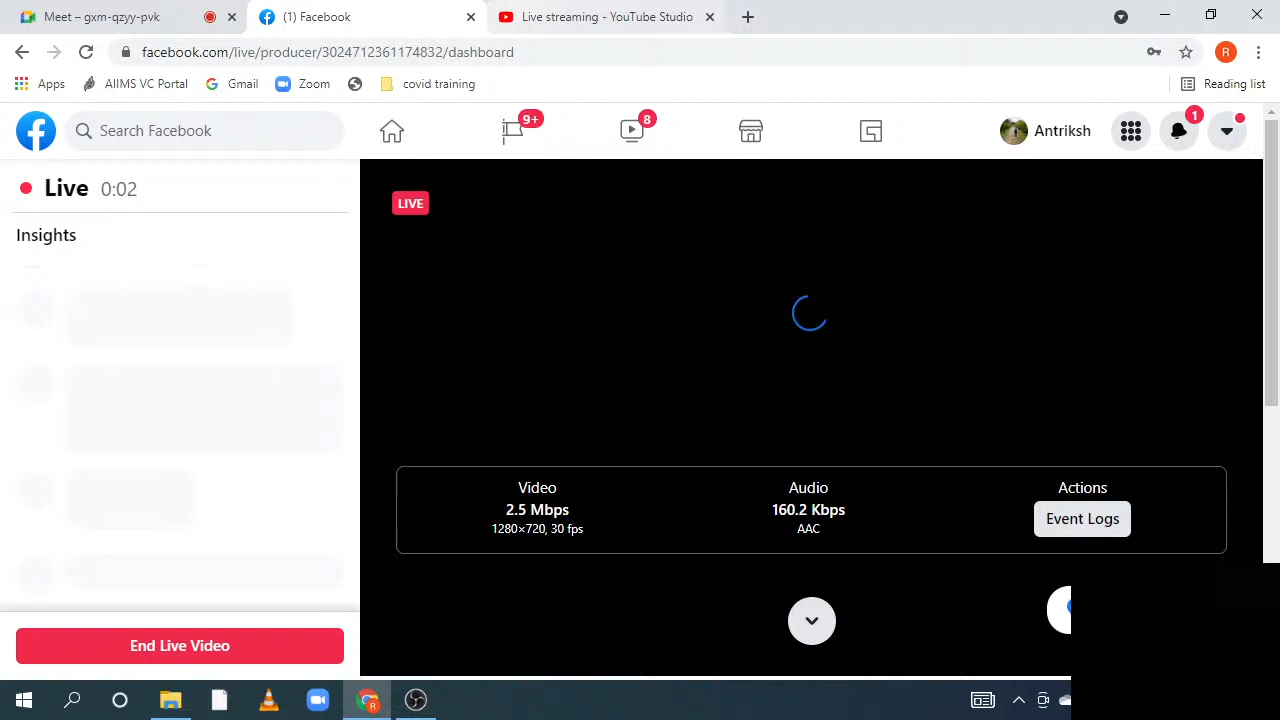 Meet – gxm-qzyy-pvk
(1) Facebook
Live streaming - YouTube Studio
facebook.com/live/producer/3024712361174832/dashboard
R
Apps
AIIMS VC Portal
Gmail
Zoom
covid training
Reading list
Search Facebook
9+
8
Antriksh
1
Live 0:02
LIVE
Insights
Video
2.5 Mbps
1280×720, 30 fps
Audio
160.2 Kbps
AAC
Actions
Event Logs
End Live Video
R